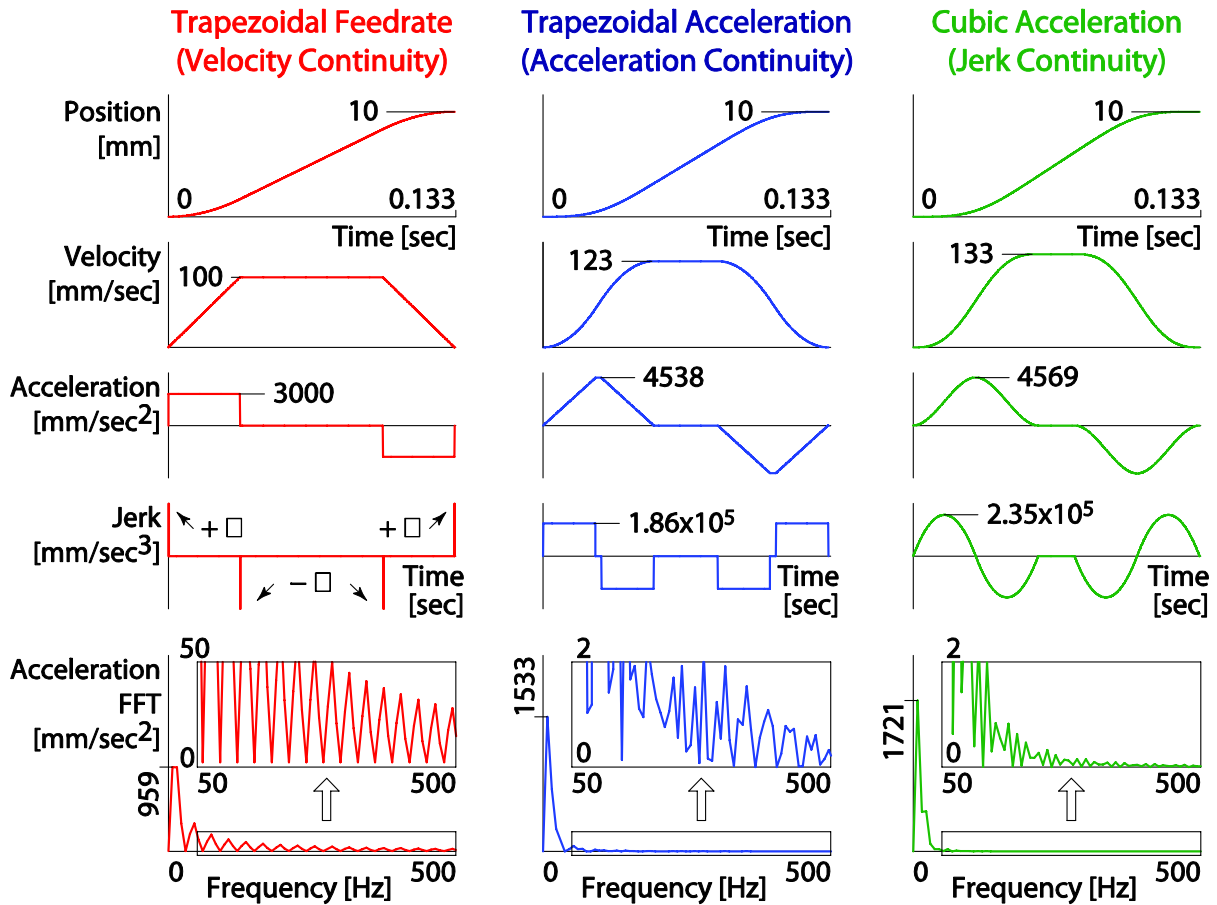 Trapezoidal Feedrate
(Velocity Continuity)
Trapezoidal Acceleration
(Acceleration Continuity)
Cubic Acceleration
(Jerk Continuity)
Position
[mm]
10
0
0.133
Time [sec]
10
0
0.133
Time [sec]
10
0
0.133
Time [sec]
Velocity
[mm/sec]
100
123
133
Acceleration
[mm/sec2]
3000
4538
4569
Jerk
[mm/sec3]
+ □
+ □
− □
Time
[sec]
1.86x10⁵
Time
[sec]
2.35x10⁵
Time
[sec]
Acceleration
FFT
[mm/sec2]
50
0
50
500
959
0
500
Frequency [Hz]
2
0
50
500
1533
0
500
Frequency [Hz]
2
0
50
500
1721
0
500
Frequency [Hz]